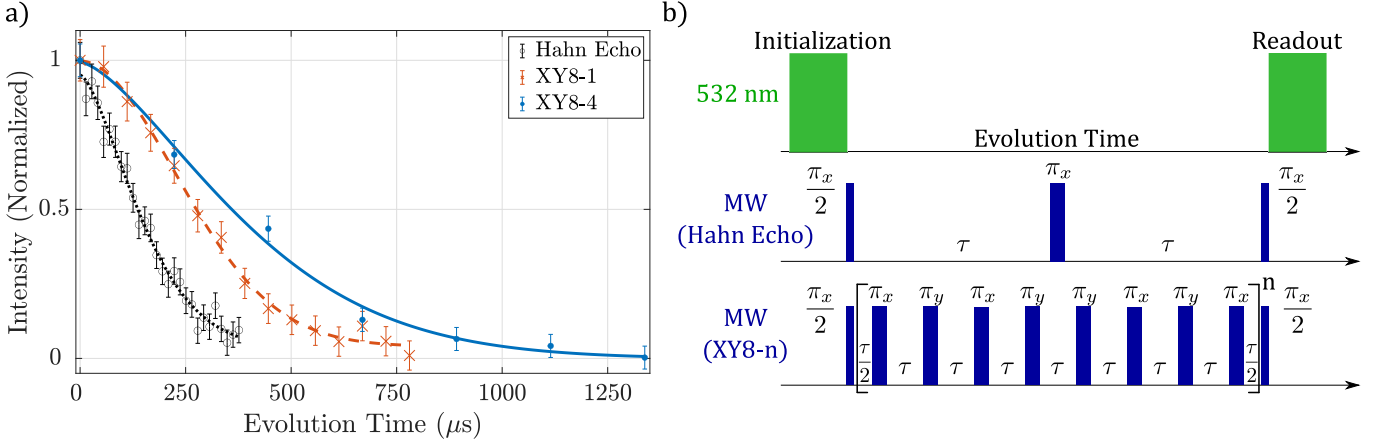 a)
Intensity (Normalized)
1
0.5
0
Hahn Echo
XY8-1
XY8-4
0 250 500 750 1000 1250
Evolution Time (μs)
b)
Initialization Readout
532 nm
Evolution Time
π_x/2 π_x π_x/2
MW
(Hahn Echo)
τ τ
n
π_x/2 π_x π_y π_x π_y π_y π_x π_y π_x π_x/2
MW
(XY8-n)
τ/2 τ τ τ τ τ τ τ τ/2